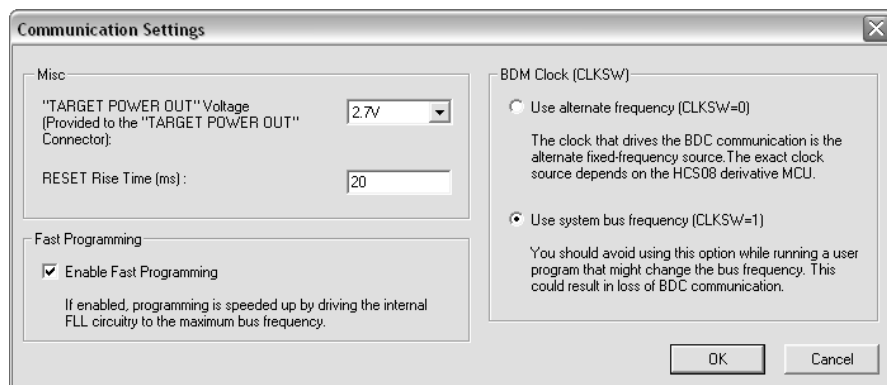 Communication Settings
Misc
"TARGET POWER OUT" Voltage
(Provided to the "TARGET POWER OUT"
Connector):
2.7V
RESET Rise Time (ms) :
20
Fast Programming
Enable Fast Programming
If enabled, programming is speeded up by driving the internal
FLL circuitry to the maximum bus frequency.
BDM Clock (CLKSW)
Use alternate frequency (CLKSW=0)
The clock that drives the BDC communication is the
alternate fixed-frequency source.The exact clock
source depends on the HCS08 derivative MCU.
Use system bus frequency (CLKSW=1)
You should avoid using this option while running a user
program that might change the bus frequency. This
could result in loss of BDC communication.
OK
Cancel